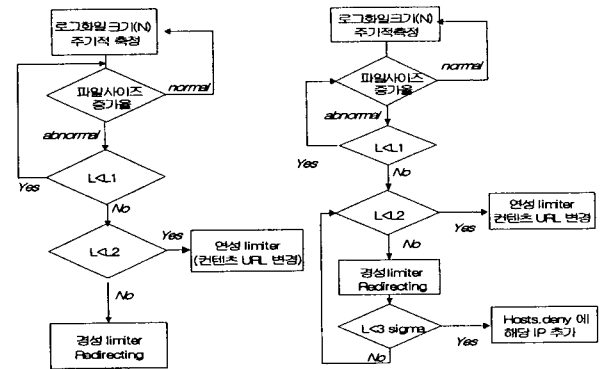 로그화일크기(N)
주기적 측정
파일사이즈
증가율
normal
abnormal
L<L1
Yes
No
L<L2
Yes
연성 limiter
(컨텐츠 URL 변경)
No
경성 limiter
Redirecting
로그화일크기(N)
주기적측정
파일사이즈
증가율
normal
abnormal
L<L1
Yes
No
L<L2
Yes
연성 limiter
컨텐츠 URL 변경
No
경성 limiter
Redirecting
L<3 sigma
Yes
Hosts.deny 에
해당 IP 추가
No